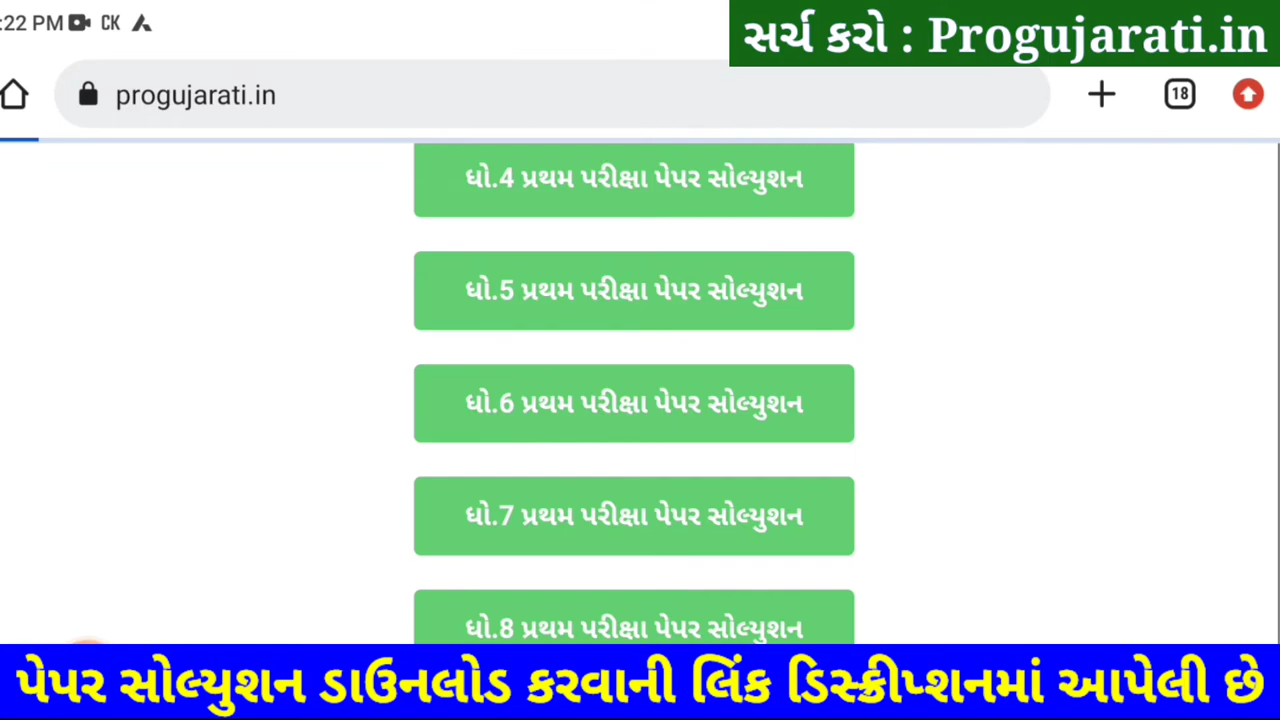 :22 PM CK
સર્ચ કરો : Progujarati.in
progujarati.in
18
ધો.4 પ્રથમ પરીક્ષા પેપર સોલ્યુશન
ધો.5 પ્રથમ પરીક્ષા પેપર સોલ્યુશન
ધો.6 પ્રથમ પરીક્ષા પેપર સોલ્યુશન
ધો.7 પ્રથમ પરીક્ષા પેપર સોલ્યુશન
ધો.8 પ્રથમ પરીક્ષા પેપર સોલ્યુશન
પેપર સોલ્યુશન ડાઉનલોડ કરવાની લિંક ડિસ્ક્રીપ્શનમાં આપેલી છે